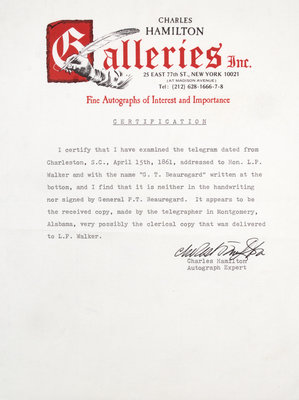 CHARLES
HAMILTON
Galleries Inc.
25 EAST 77th ST., NEW YORK 10021
(AT MADISON AVENUE)
Tel: (212) 628-1666-7-8
Fine Autographs of Interest and Importance
CERTIFICATION
I certify that I have examined the telegram dated from
Charleston, S.C., April 15th, 1861, addressed to Hon. L.P.
Walker and with the name "G. T. Beauregard" written at the
bottom, and I find that it is neither in the handwriting
nor signed by General P.T. Beauregard. It appears to be
the received copy, made by the telegrapher in Montgomery,
Alabama, very possibly the clerical copy that was delivered
to L.P. Walker.
Charles Hamilton
Charles Hamilton
Autograph Expert